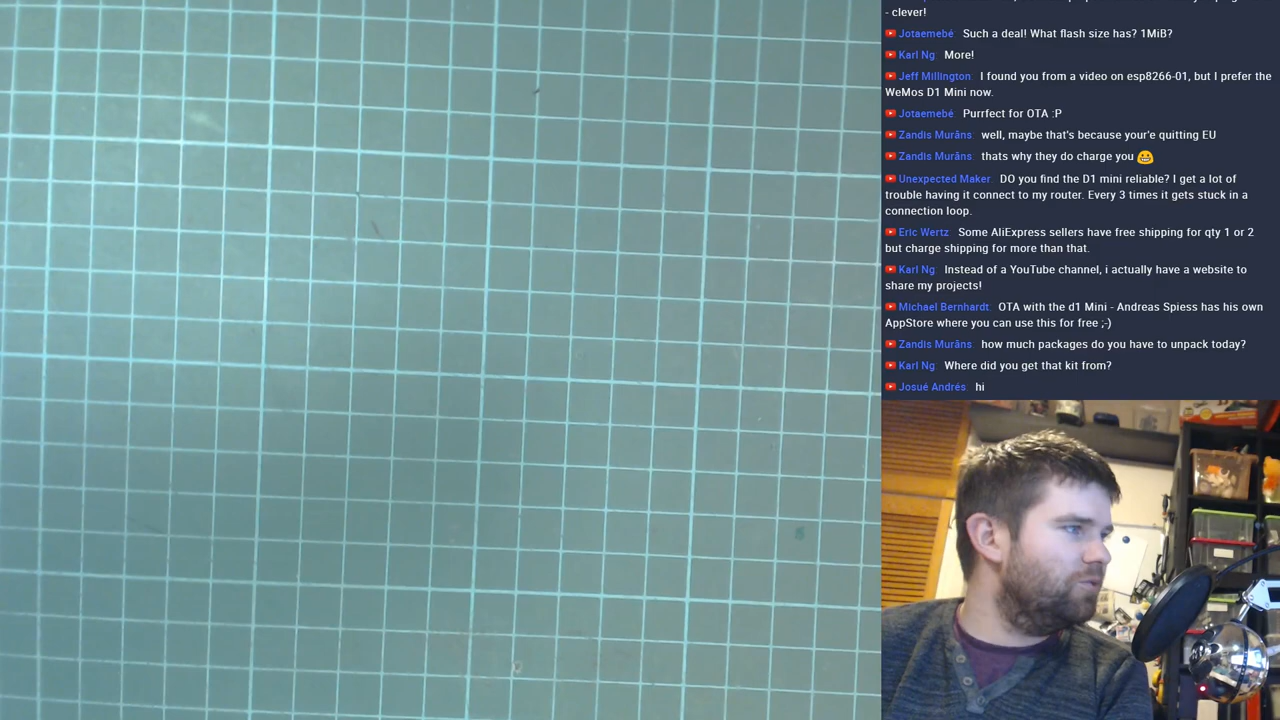 - clever!
Jotaemebé Such a deal! What flash size has? 1MiB?
Karl Ng More!
Jeff Millington I found you from a video on esp8266-01, but I prefer the
WeMos D1 Mini now.
Jotaemebé Purrfect for OTA :P
Zandis Murāns well, maybe that's because your'e quitting EU
Zandis Murāns thats why they do charge you
Unexpected Maker DO you find the D1 mini reliable? I get a lot of
trouble having it connect to my router. Every 3 times it gets stuck in a
connection loop.
Eric Wertz Some AliExpress sellers have free shipping for qty 1 or 2
but charge shipping for more than that.
Karl Ng Instead of a YouTube channel, i actually have a website to
share my projects!
Michael Bernhardt OTA with the d1 Mini - Andreas Spiess has his own
AppStore where you can use this for free ;-)
Zandis Murāns how much packages do you have to unpack today?
Karl Ng Where did you get that kit from?
Josué Andrés hi